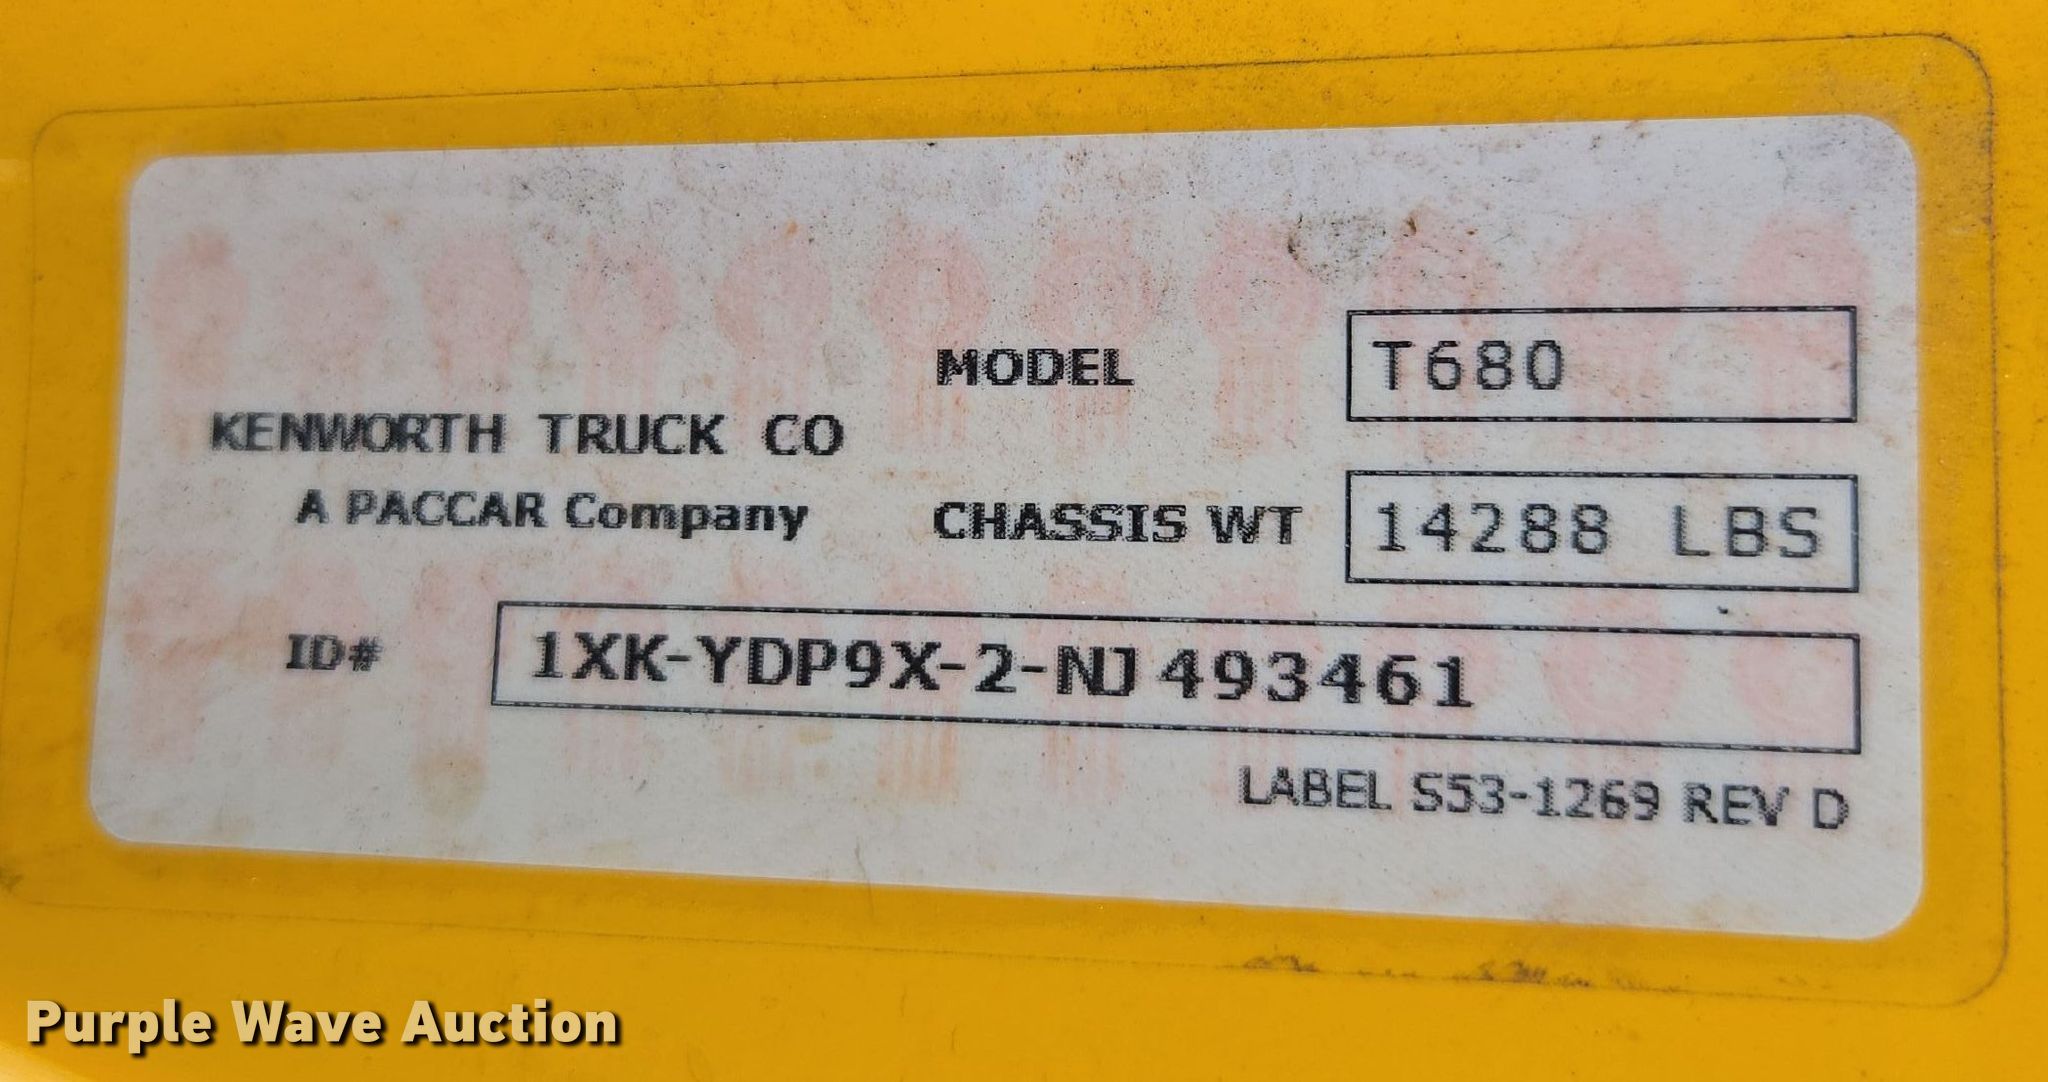 MODEL T680
KENWORTH TRUCK CO
A PACCAR Company
CHASSIS WT 14288 LBS
ID# 1XK-YDP9X-2-NJ493461
LABEL S53-1269 REV D
Purple Wave Auction